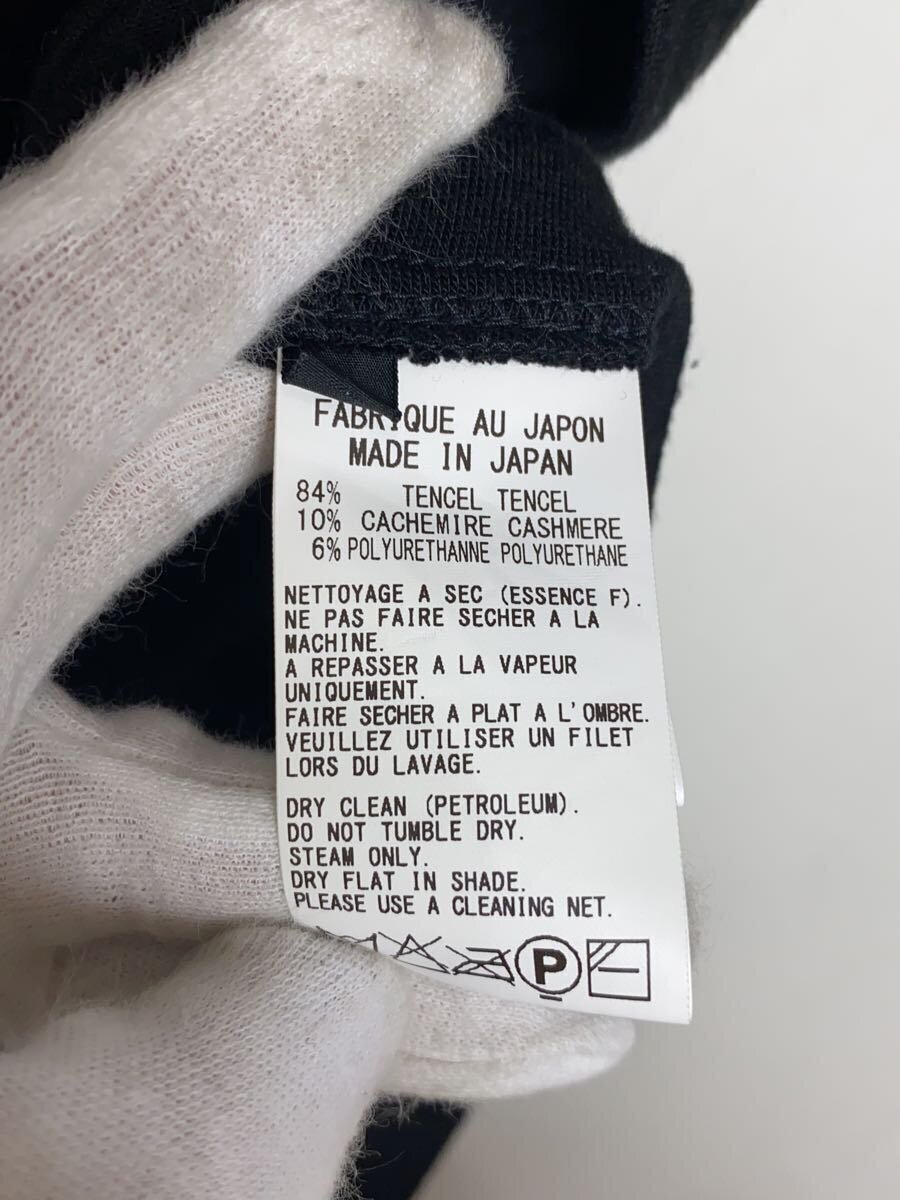 FABRIQUE AU JAPON
MADE IN JAPAN
84% TENCEL TENCEL
10% CACHEMIRE CASHMERE
6% POLYURETHANNE POLYURETHANE
NETTOYAGE A SEC (ESSENCE F).
NE PAS FAIRE SECHER A LA
MACHINE.
A REPASSER A LA VAPEUR
UNIQUEMENT.
FAIRE SECHER A PLAT A L'OMBRE.
VEUILLEZ UTILISER UN FILET
LORS DU LAVAGE.
DRY CLEAN (PETROLEUM).
DO NOT TUMBLE DRY.
STEAM ONLY.
DRY FLAT IN SHADE.
PLEASE USE A CLEANING NET.
P